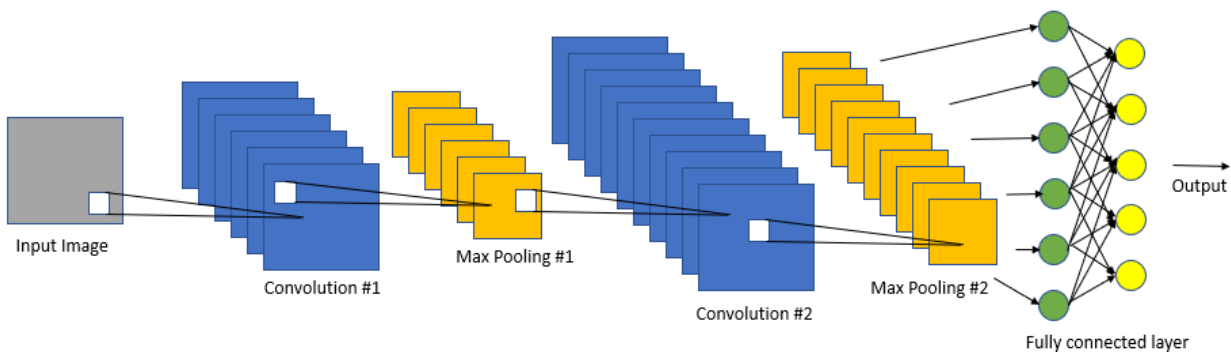 Input Image
Convolution #1
Max Pooling #1
Convolution #2
Max Pooling #2
Fully connected layer
Output